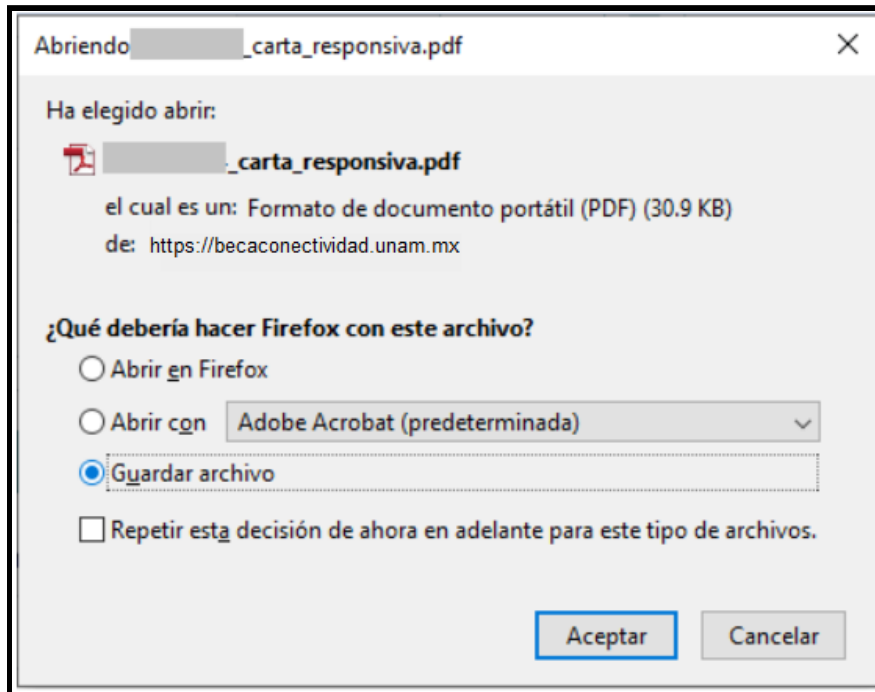 Abriendo _carta_responsiva.pdf
Ha elegido abrir:
_carta_responsiva.pdf
el cual es un: Formato de documento portátil (PDF) (30.9 KB)
de: https://becaconectividad.unam.mx
¿Qué debería hacer Firefox con este archivo?
Abrir en Firefox
Abrir con Adobe Acrobat (predeterminada)
Guardar archivo
Repetir esta decisión de ahora en adelante para este tipo de archivos.
Aceptar Cancelar